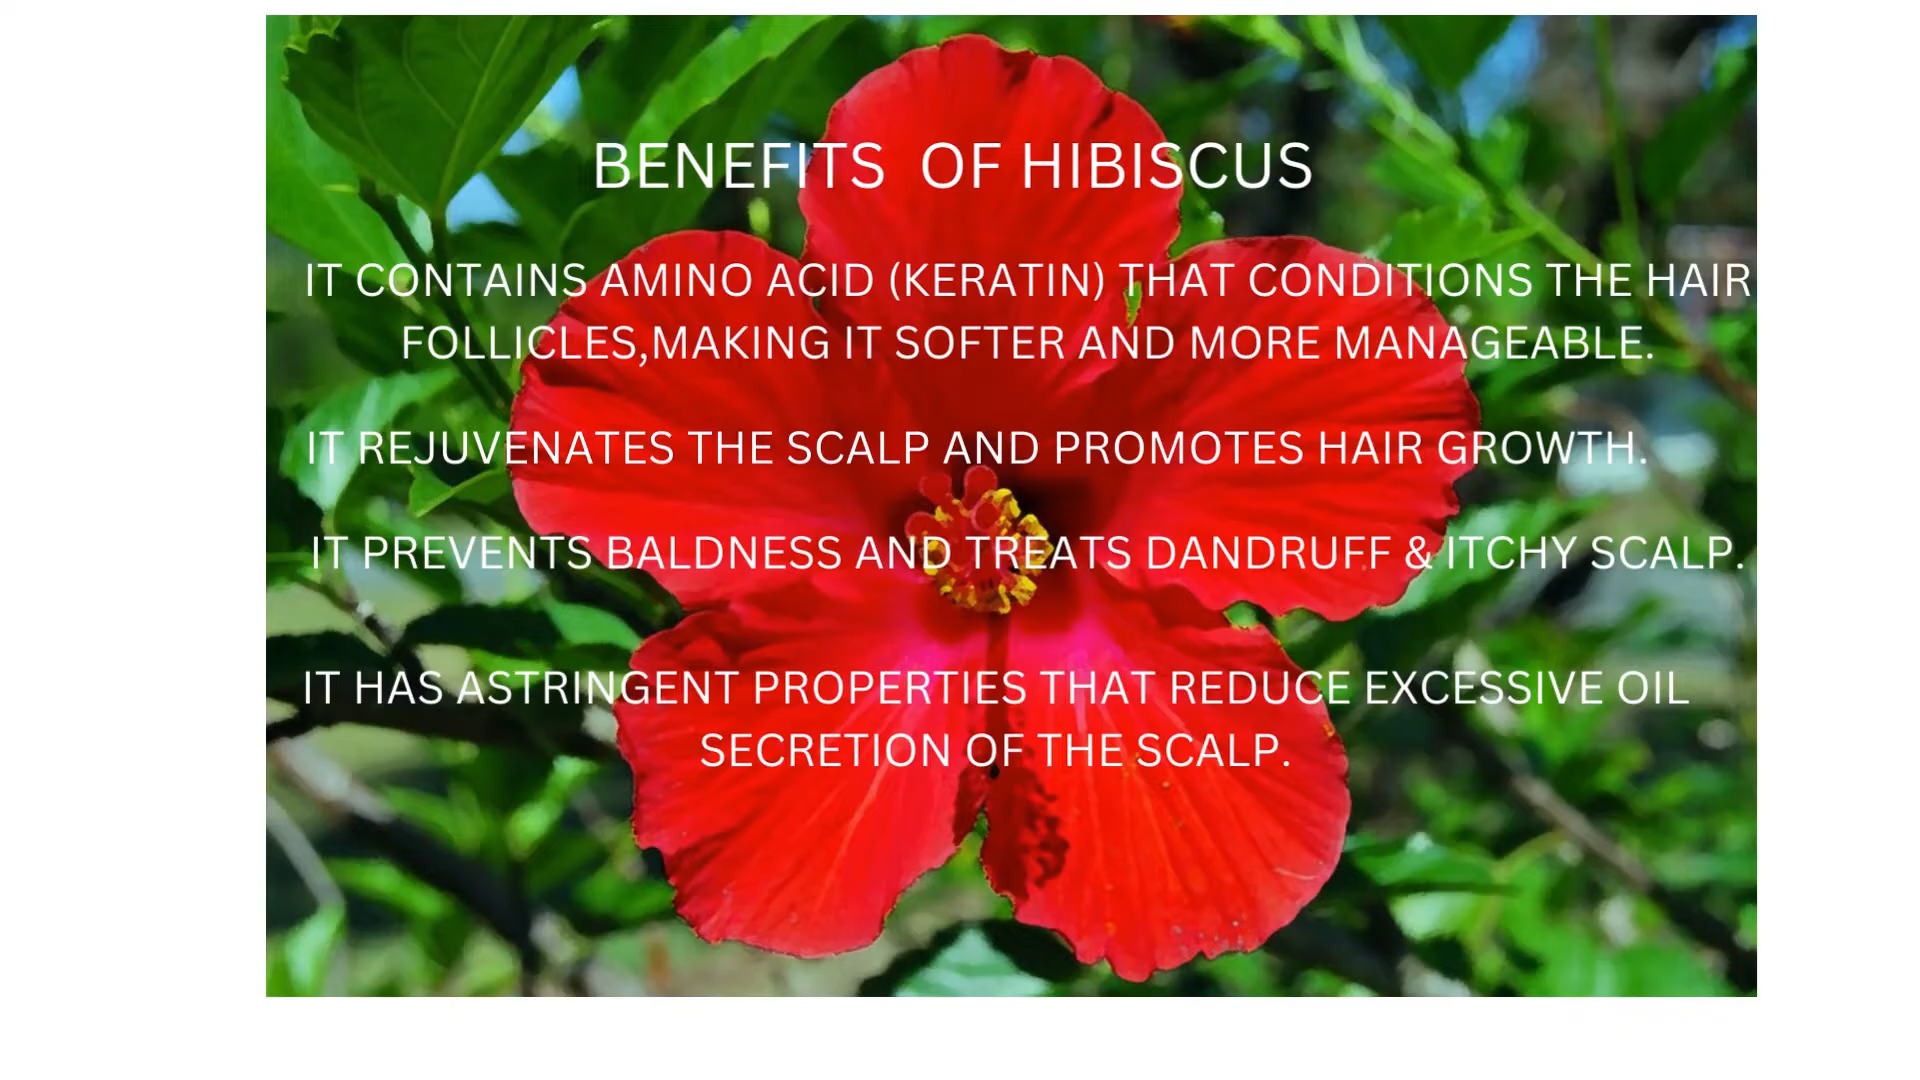 BENEFITS OF HIBISCUS
IT CONTAINS AMINO ACID (KERATIN) THAT CONDITIONS THE HAIR
FOLLICLES,MAKING IT SOFTER AND MORE MANAGEABLE.
IT REJUVENATES THE SCALP AND PROMOTES HAIR GROWTH.
IT PREVENTS BALDNESS AND TREATS DANDRUFF & ITCHY SCALP.
IT HAS ASTRINGENT PROPERTIES THAT REDUCE EXCESSIVE OIL
SECRETION OF THE SCALP.